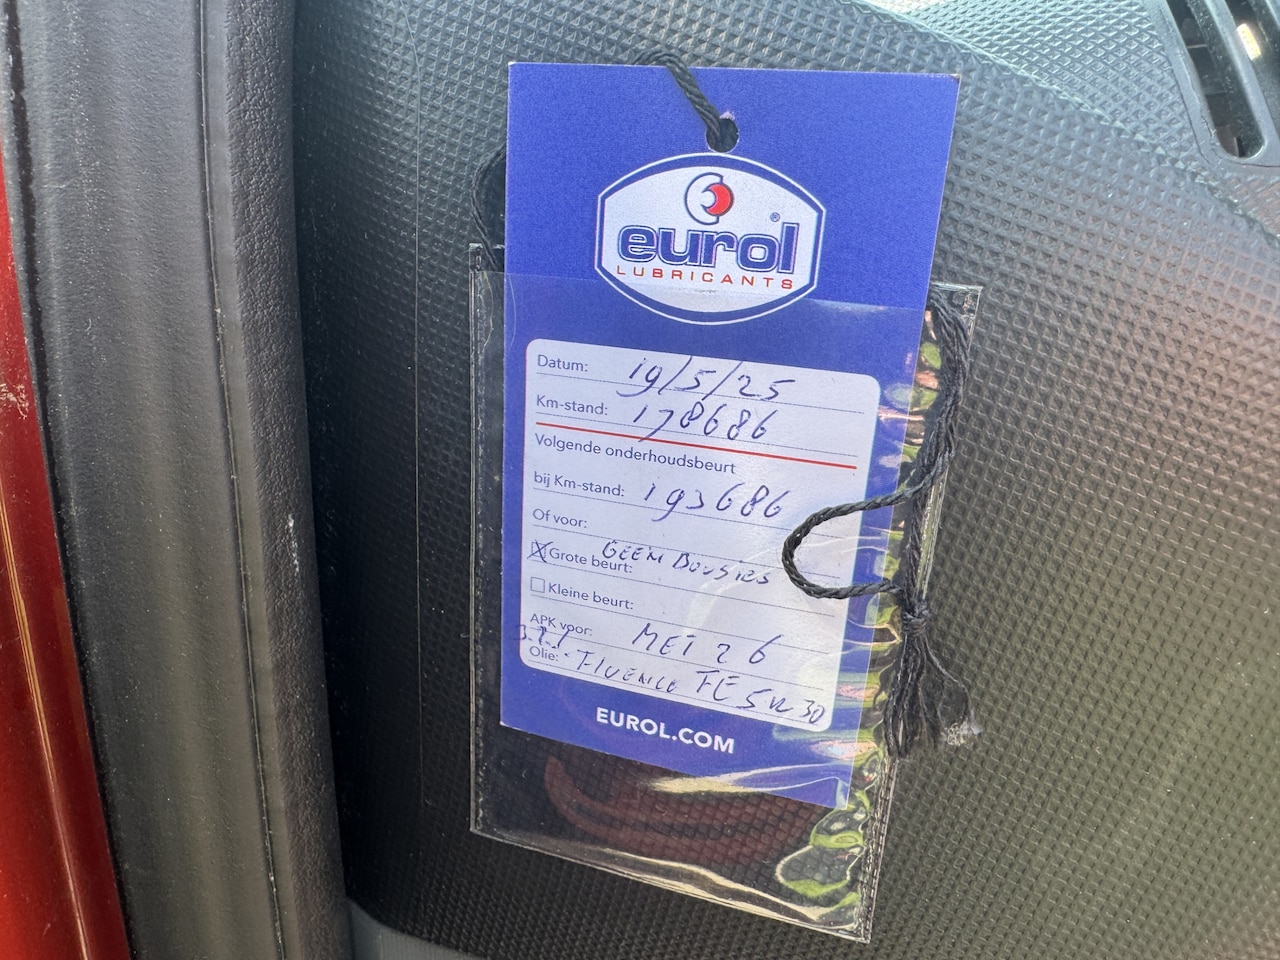 eurol
®
LUBRICANTS
Datum: 19/5/25
Km-stand: 178686
Volgende onderhoudsbeurt
bij Km-stand: 193686
Of voor:
GEEN BOUGIES
Grote beurt:
Kleine beurt:
APK voor: MEI 26
Olie: FLUENCE FE 5W30
EUROL.COM